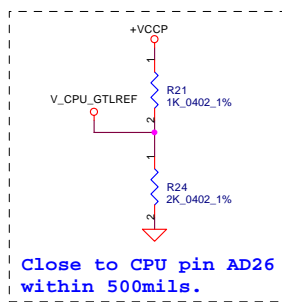 +VCCP
1
R21
1K_0402_1%
V_CPU_GTLREF
2
1
R24
2K_0402_1%
2
Close to CPU pin AD26
within 500mils.